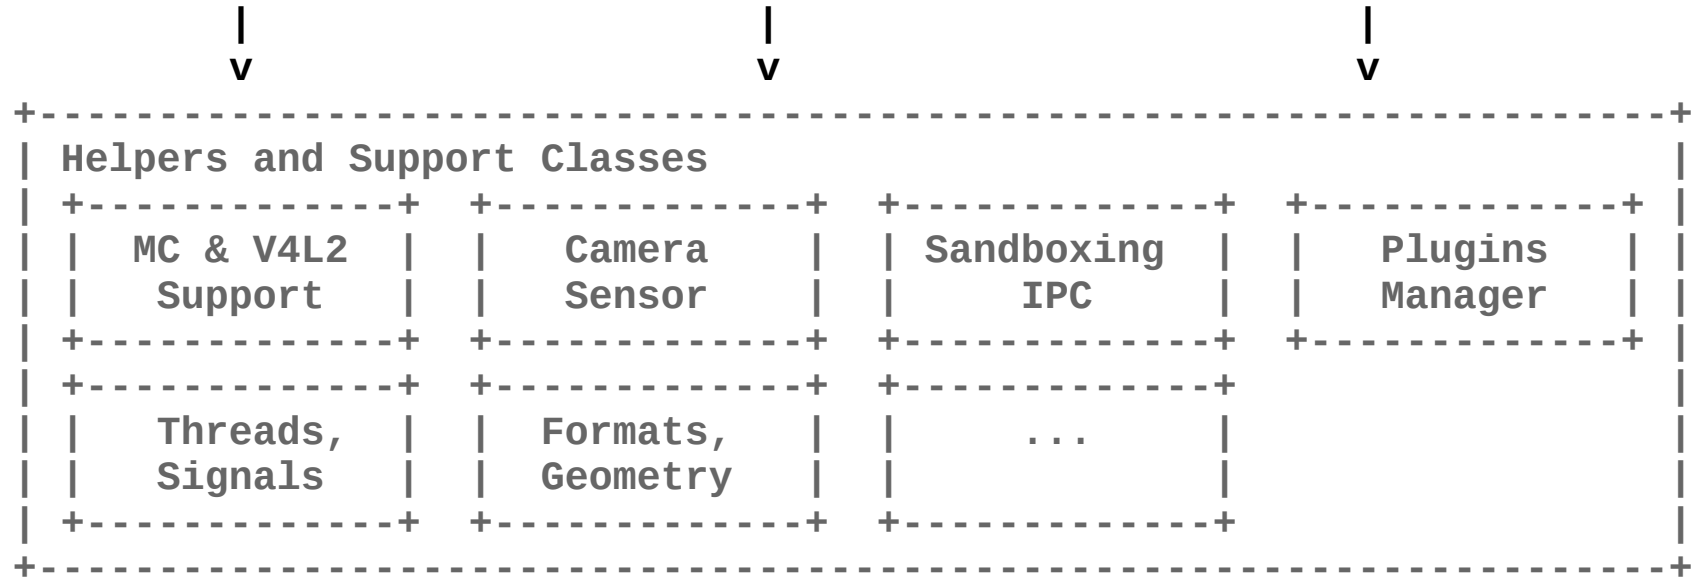 |                     |                        |
v                     v                        v
+--------------------------------------------------------------------+
| Helpers and Support Classes                                        |
| +-------------+  +-------------+  +-------------+  +-------------+ |
| |  MC & V4L2  |  |   Camera    |  | Sandboxing  |  |   Plugins   | |
| |   Support   |  |   Sensor    |  |     IPC     |  |   Manager   | |
| +-------------+  +-------------+  +-------------+  +-------------+ |
| +-------------+  +-------------+  +-------------+                  |
| |   Threads,  |  |  Formats,   |  |     ...     |                  |
| |   Signals   |  |  Geometry   |  |             |                  |
| +-------------+  +-------------+  +-------------+                  |
+--------------------------------------------------------------------+